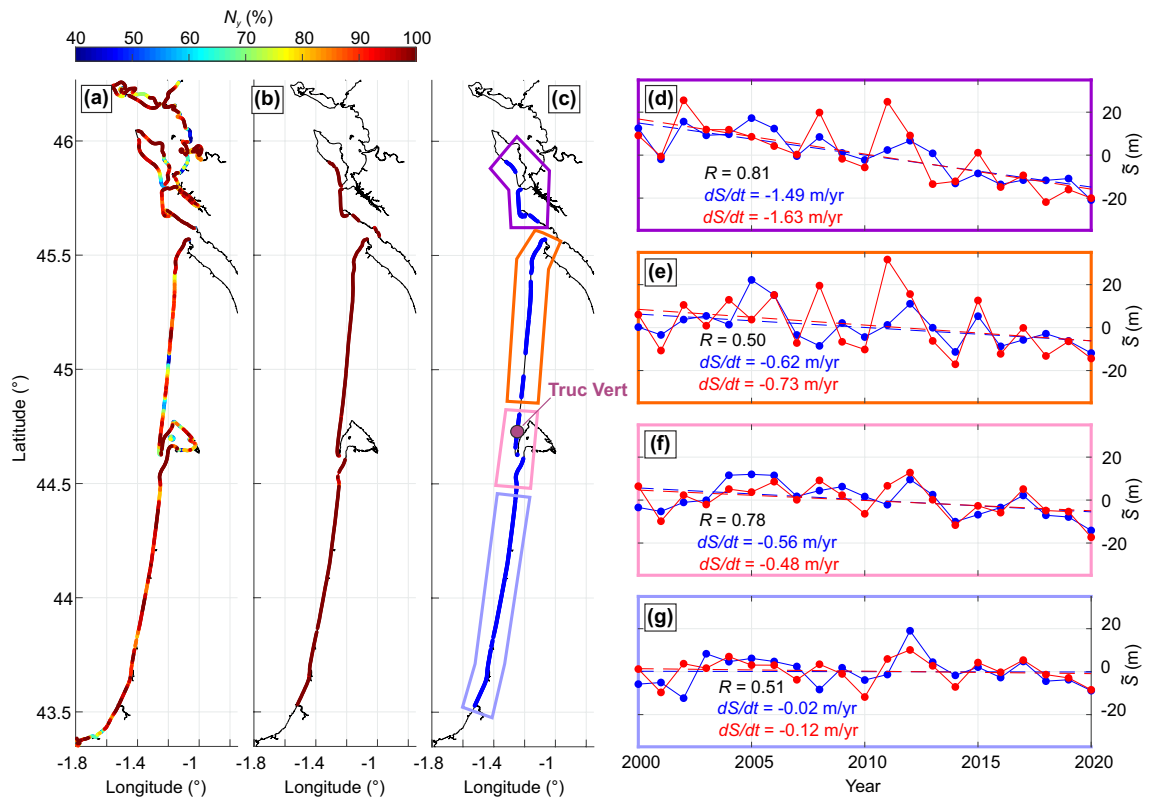 N_y (%)
40 50 60 70 80 90 100
(a) (b) (c)
46
45.5
45
44.5
44
43.5
Latitude (°)
Truc Vert
-1.8 -1.4 -1 -1.8 -1.4 -1 -1.8 -1.4 -1
Longitude (°) Longitude (°) Longitude (°)
(d)
R = 0.81
dS/dt = -1.49 m/yr
dS/dt = -1.63 m/yr
20
0
-20
S̃ (m)
(e)
R = 0.50
dS/dt = -0.62 m/yr
dS/dt = -0.73 m/yr
20
0
-20
S̃ (m)
(f)
R = 0.78
dS/dt = -0.56 m/yr
dS/dt = -0.48 m/yr
20
0
-20
S̃ (m)
(g)
R = 0.51
dS/dt = -0.02 m/yr
dS/dt = -0.12 m/yr
20
0
-20
S̃ (m)
2000 2005 2010 2015 2020
Year